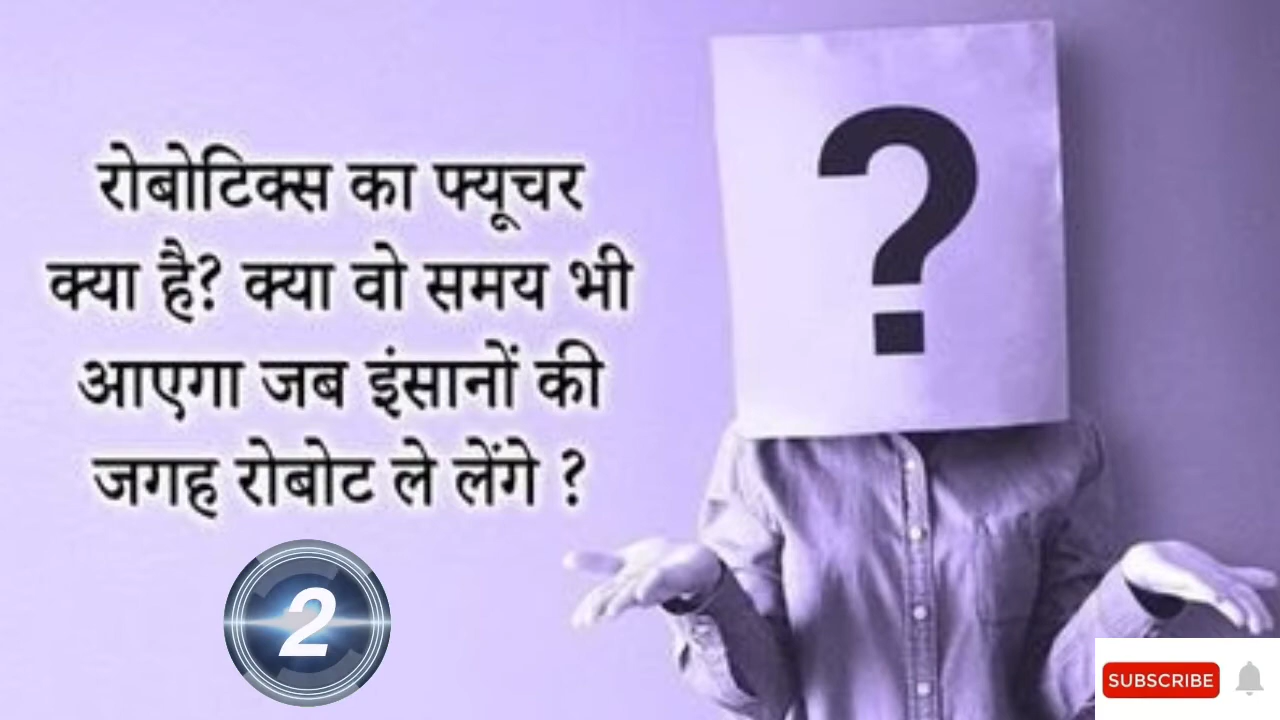 रोबोटिक्स का फ्यूचर
क्या है? क्या वो समय भी
आएगा जब इंसानों की
जगह रोबोट ले लेंगे ?
?
2
SUBSCRIBE